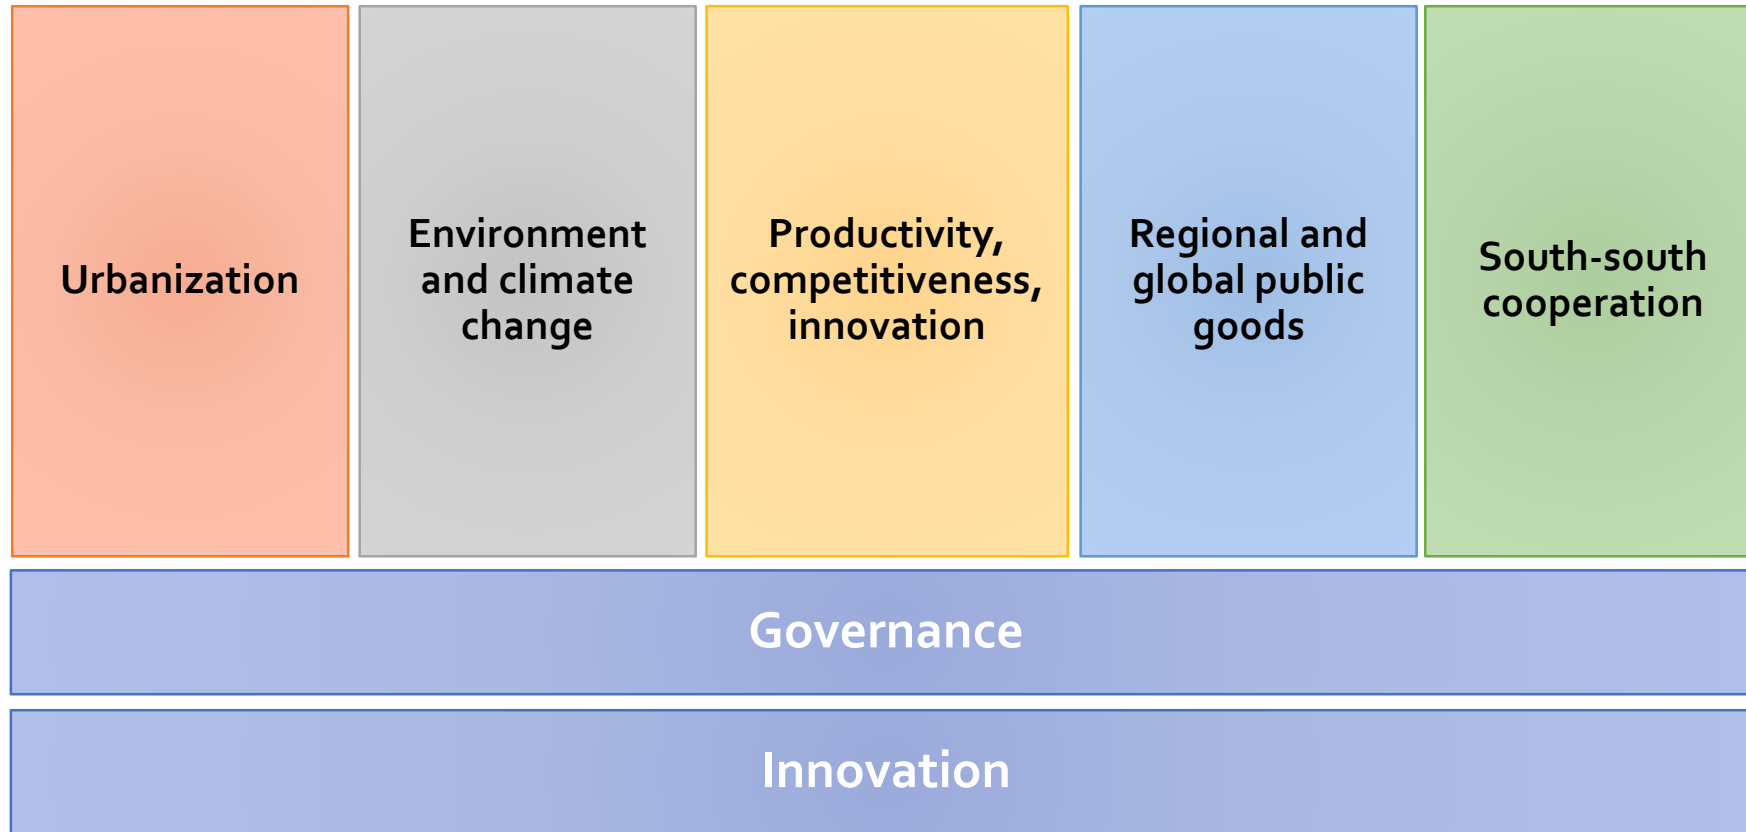 Urbanization
Environment
and climate
change
Productivity,
competitiveness,
innovation
Regional and
global public
goods
South-south
cooperation
Governance
Innovation